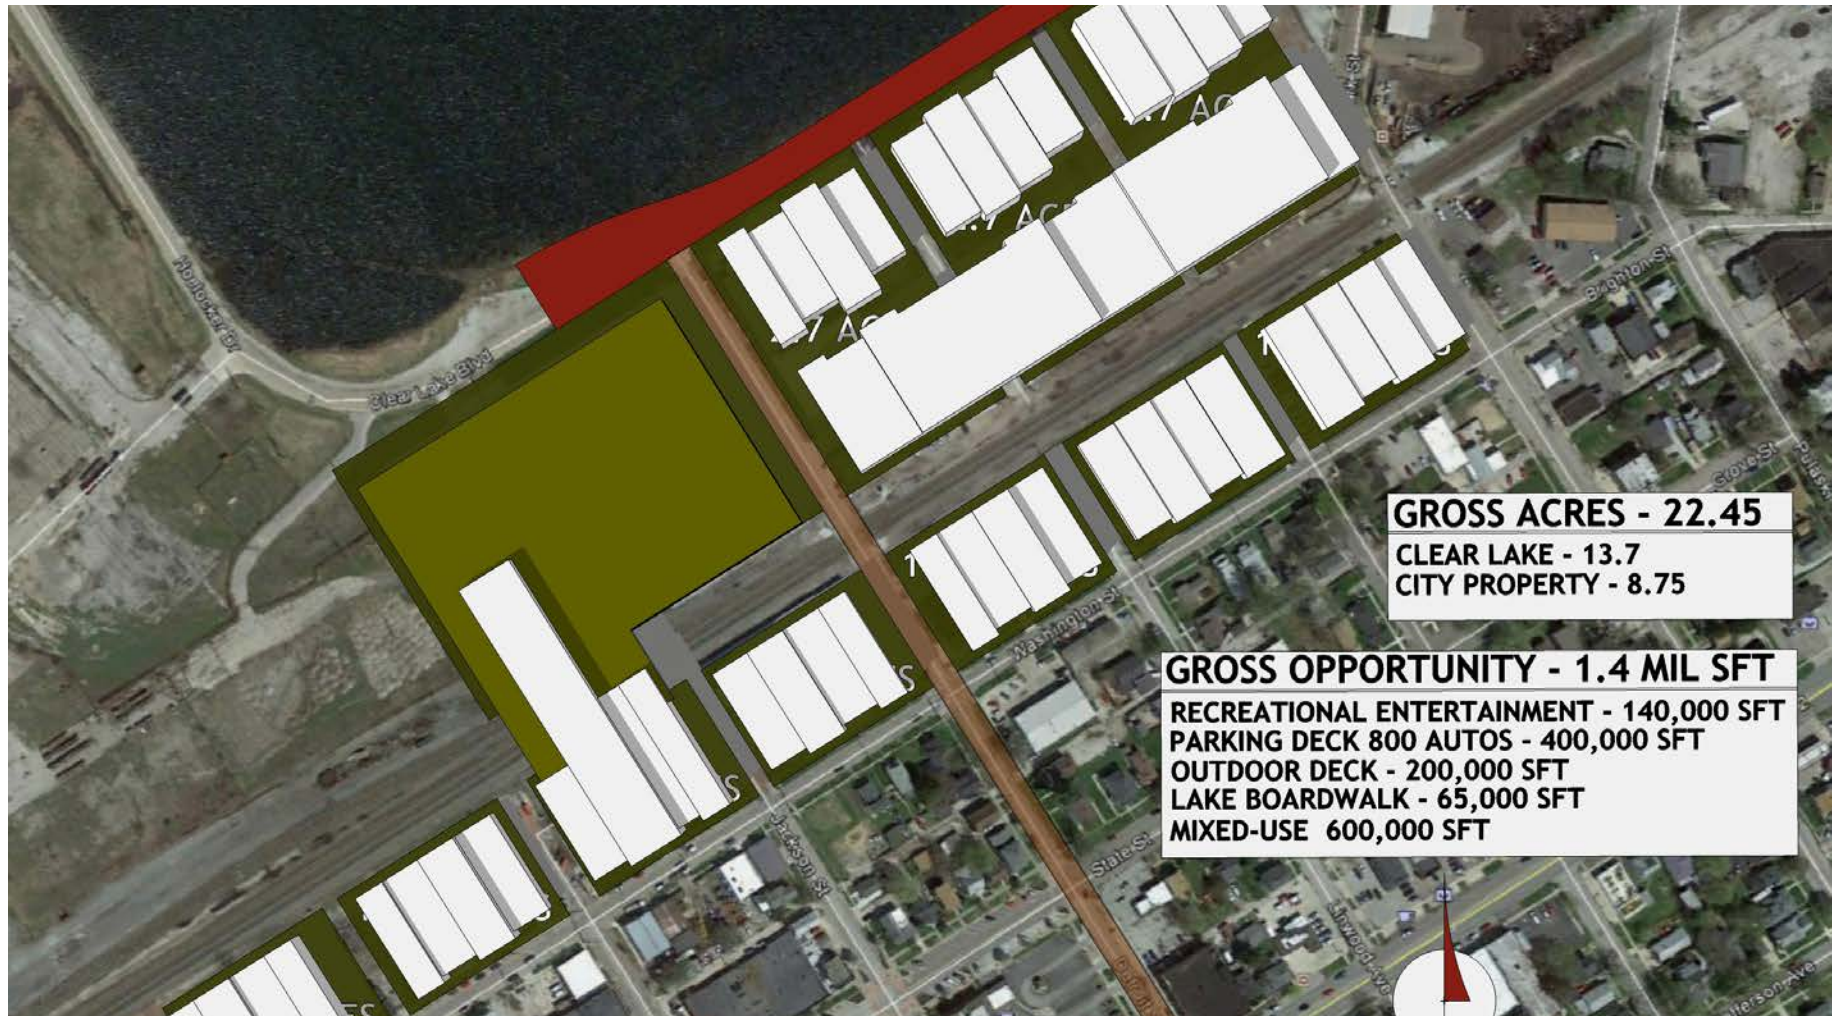 Honlocker Dr
Clear Lake Blvd
Brighton St
Grove St
Pulaski
GROSS ACRES - 22.45
CLEAR LAKE - 13.7
CITY PROPERTY - 8.75
Washington St
GROSS OPPORTUNITY - 1.4 MIL SFT
RECREATIONAL ENTERTAINMENT - 140,000 SFT
PARKING DECK 800 AUTOS - 400,000 SFT
OUTDOOR DECK - 200,000 SFT
LAKE BOARDWALK - 65,000 SFT
MIXED-USE 600,000 SFT
Jackson St
State St
Linwood Ave